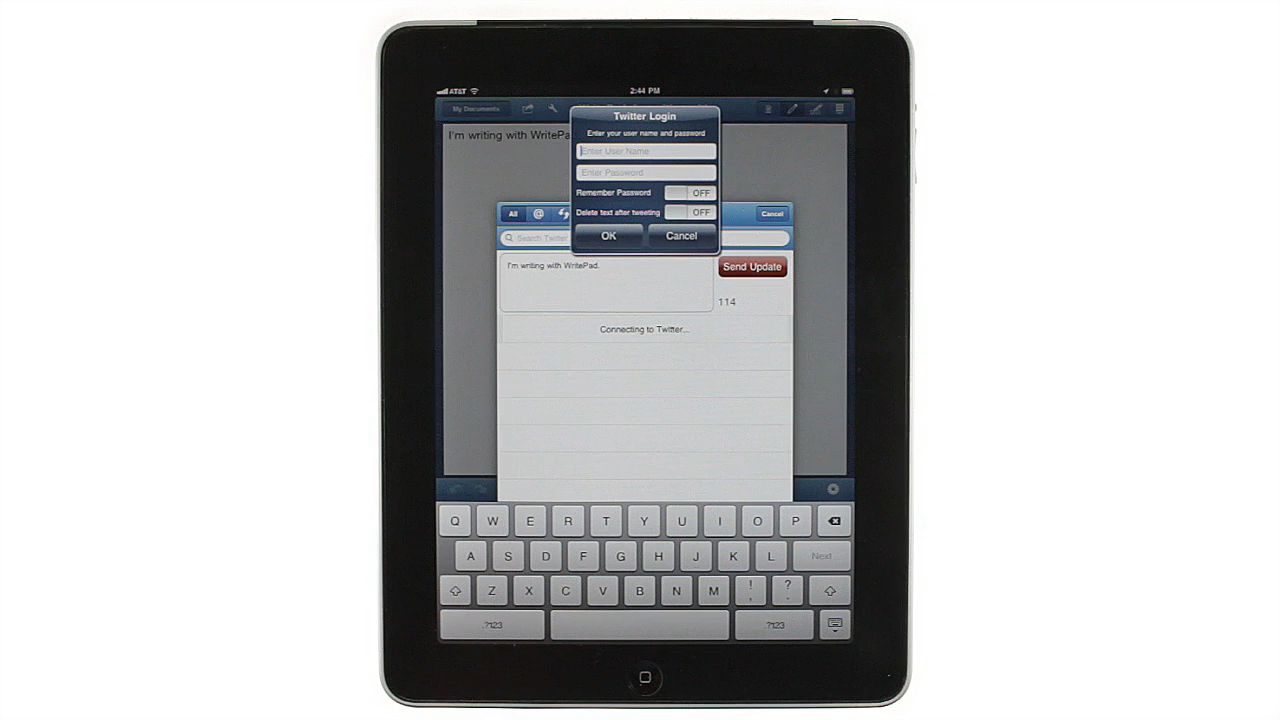 AT&T
2:44 PM
My Documents
Twitter Login
Enter your user name and password
I'm writing with WritePa
Enter User Name
Enter Password
Remember Password OFF
Delete text after tweeting OFF
All @ Cancel
OK Cancel
Search Twitter
I'm writing with WritePad.
Send Update
114
Connecting to Twitter...
Q W E R T Y U I O P
A S D F G H J K L Next
Z X C V B N M ! , ? .
.?123 .?123